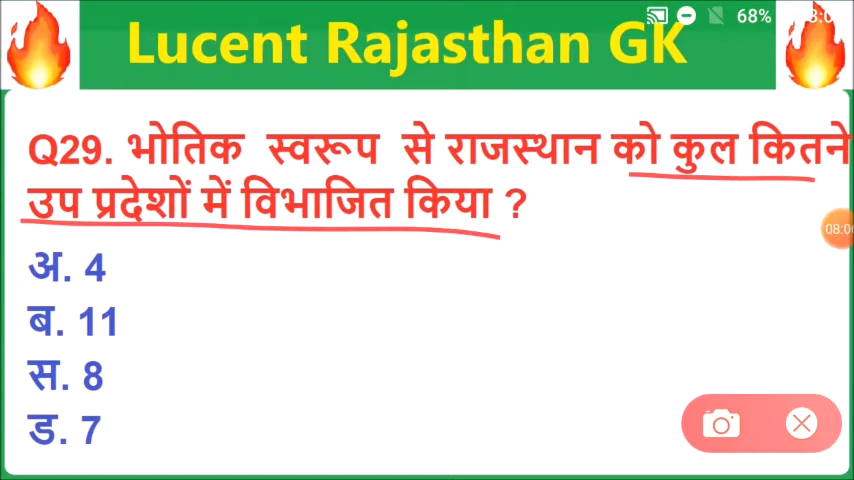 68%
Lucent Rajasthan GK
Q29. भोतिक स्वरूप से राजस्थान को कुल कितने
उप प्रदेशों में विभाजित किया ?
अ. 4
ब. 11
स. 8
ड. 7